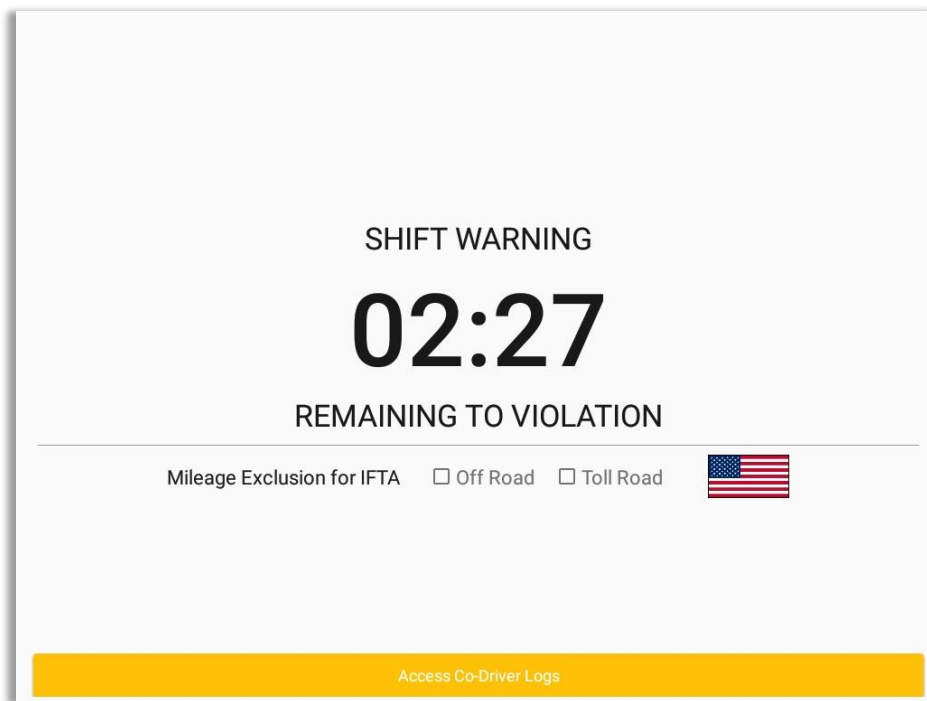 SHIFT WARNING
02:27
REMAINING TO VIOLATION
Mileage Exclusion for IFTA Off Road Toll Road
Access Co-Driver Logs